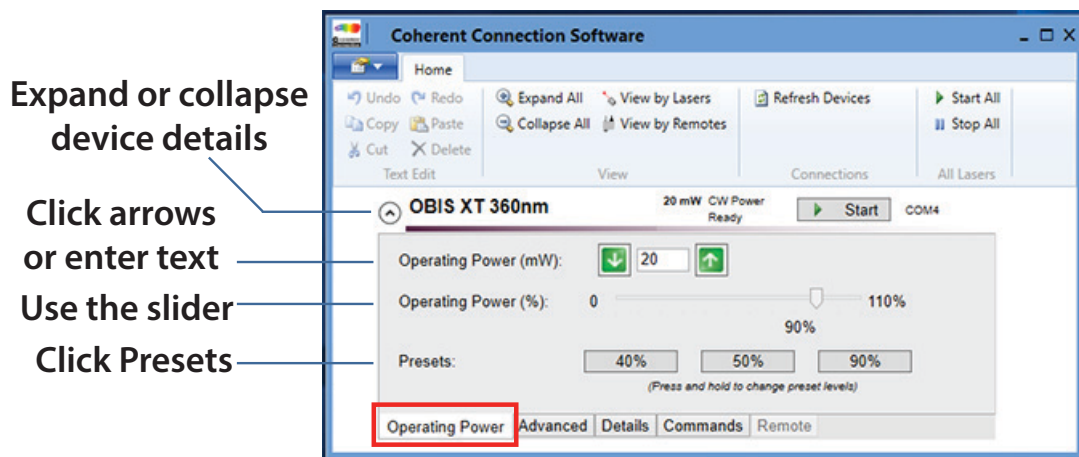 Coherent Connection Software
Home
Undo Redo
Copy Paste
Cut Delete
Text Edit
Expand All View by Lasers
Collapse All View by Remotes
View
Refresh Devices
Connections
Start All
Stop All
All Lasers
Expand or collapse
device details
OBIS XT 360nm
20 mW CW Power
Ready
Start
COM4
Click arrows
or enter text
Operating Power (mW): 20
Use the slider
Operating Power (%): 0 110%
90%
Click Presets
Presets: 40% 50% 90%
(Press and hold to change preset levels)
Operating Power Advanced Details Commands Remote